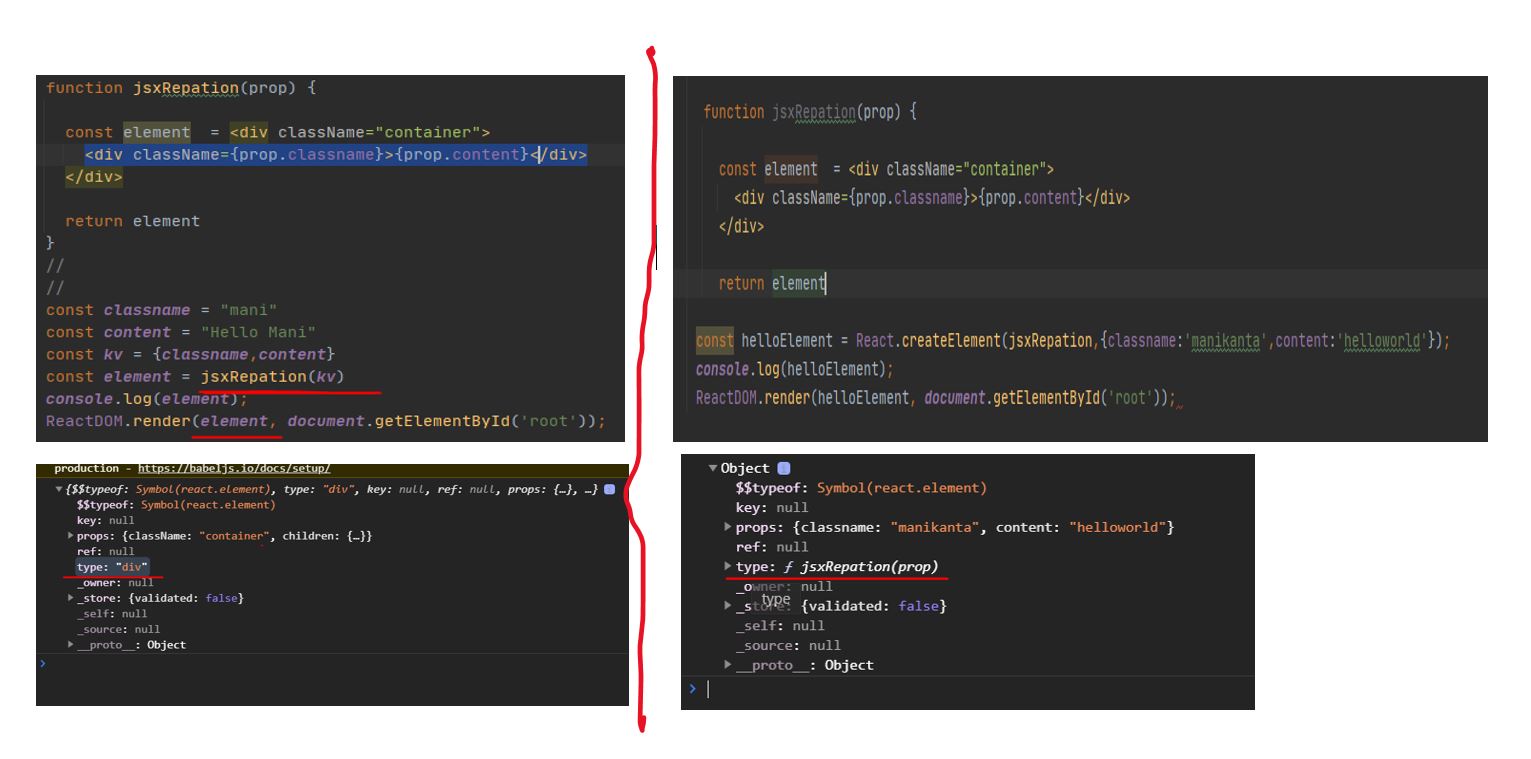 function jsxRepation(prop) {
const element = <div className="container">
<div className={prop.classname}>{prop.content}</div>
</div>
return element
}
//
//
const classname = "mani"
const content = "Hello Mani"
const kv = {classname,content}
const element = jsxRepation(kv)
console.log(element);
ReactDOM.render(element, document.getElementById('root'));
production - https://babeljs.io/docs/setup/
▼{$$typeof: Symbol(react.element), type: "div", key: null, ref: null, props: {…}, …}
$$typeof: Symbol(react.element)
key: null
▶props: {className: "container", children: {…}}
ref: null
type: "div"
_owner: null
▶_store: {validated: false}
_self: null
_source: null
▶__proto__: Object
>
function jsxRepation(prop) {
const element = <div className="container">
<div className={prop.classname}>{prop.content}</div>
</div>
return element
const helloElement = React.createElement(jsxRepation,{classname:'manikanta',content:'helloworld'});
console.log(helloElement);
ReactDOM.render(helloElement, document.getElementById('root'));
▼Object
$$typeof: Symbol(react.element)
key: null
▶props: {classname: "manikanta", content: "helloworld"}
ref: null
▶type: ƒ jsxRepation(prop)
_owner: null
type
▶_store: {validated: false}
_self: null
_source: null
▶__proto__: Object
>